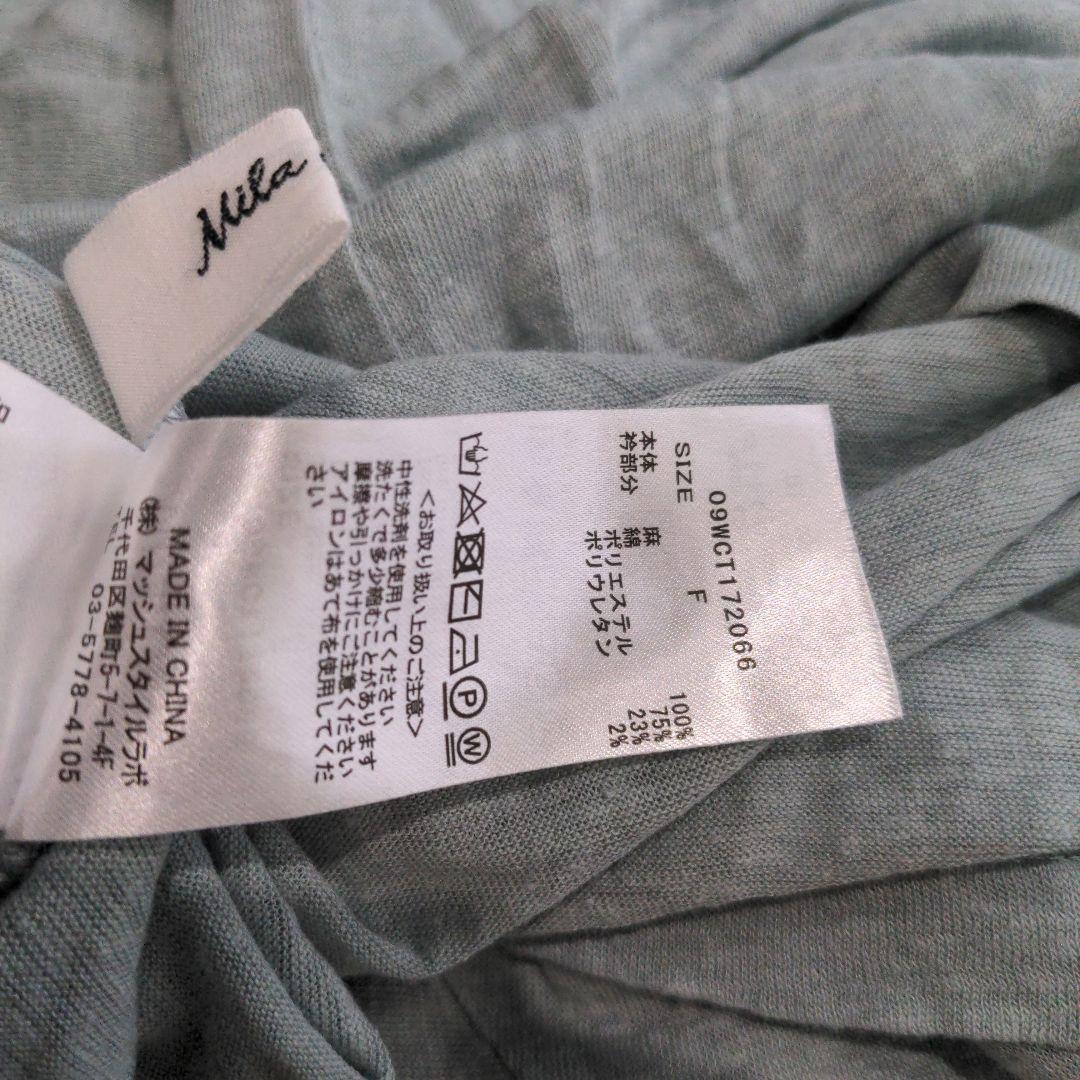 Mila
09WCT172066
SIZE F
本体 麻 100%
衿部分 綿 75%
ポリエステル 23%
ポリウレタン 2%
P
W
<お取り扱い上のご注意>
中性洗剤を使用してください
洗たくで多少縮むことがあります
摩擦や引っかけにご注意ください
アイロンはあて布を使用してくだ
さい
MADE IN CHINA
㈱マッシュスタイルラボ
千代田区麹町5-7-1-4F
03-5778-4105